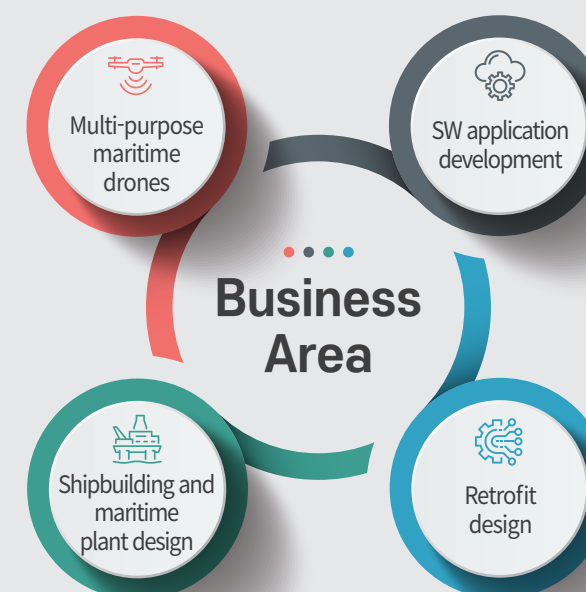 Multi-purpose
maritime
drones
SW application
development
Business
Area
Shipbuilding and
maritime
plant design
Retrofit
design